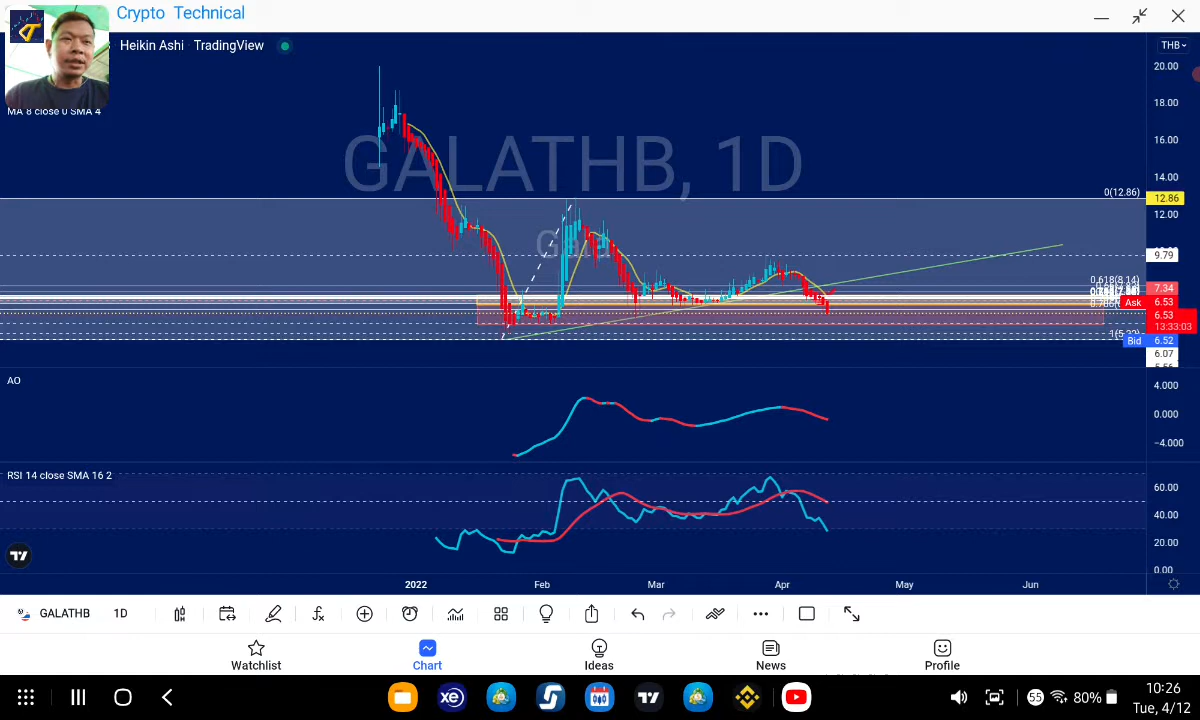 Crypto Technical
Heikin Ashi TradingView
MA 8 close 0 SMA 4
THB
20.00
18.00
16.00
14.00
GALATHB, 1D
0(12.86)
12.86
12.00
Gala
9.79
0.618(8.14)
7.34
Ask 6.53
6.53
13:33:03
Bid 6.52
6.07
AO
4.000
0.000
−4.000
RSI 14 close SMA 16 2
60.00
40.00
20.00
0.00
2022 Feb Mar Apr May Jun
GALATHB 1D
Watchlist Chart Ideas News Profile
55 80% 10:26
Tue, 4/12